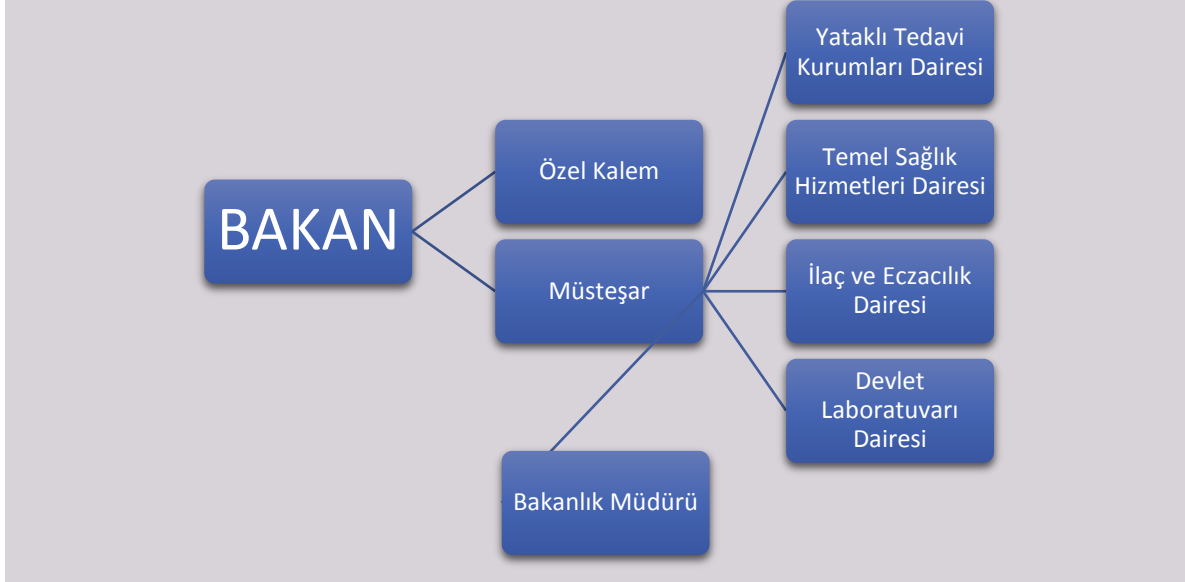 BAKAN
Özel Kalem
Müsteşar
Bakanlık Müdürü
Yataklı Tedavi
Kurumları Dairesi
Temel Sağlık
Hizmetleri Dairesi
İlaç ve Eczacılık
Dairesi
Devlet
Laboratuvarı
Dairesi